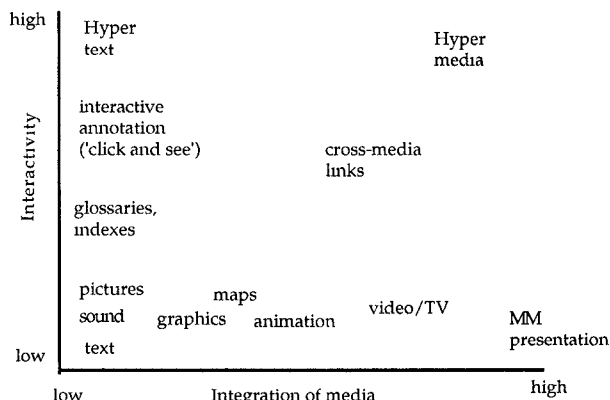 high
Hyper
text
Hyper
media
interactive
annotation
('click and see')
cross-media
links
Interactivity
glossaries,
indexes
pictures
maps
sound
graphics
animation
video/TV
MM
presentation
text
low
low
Integration of media
high